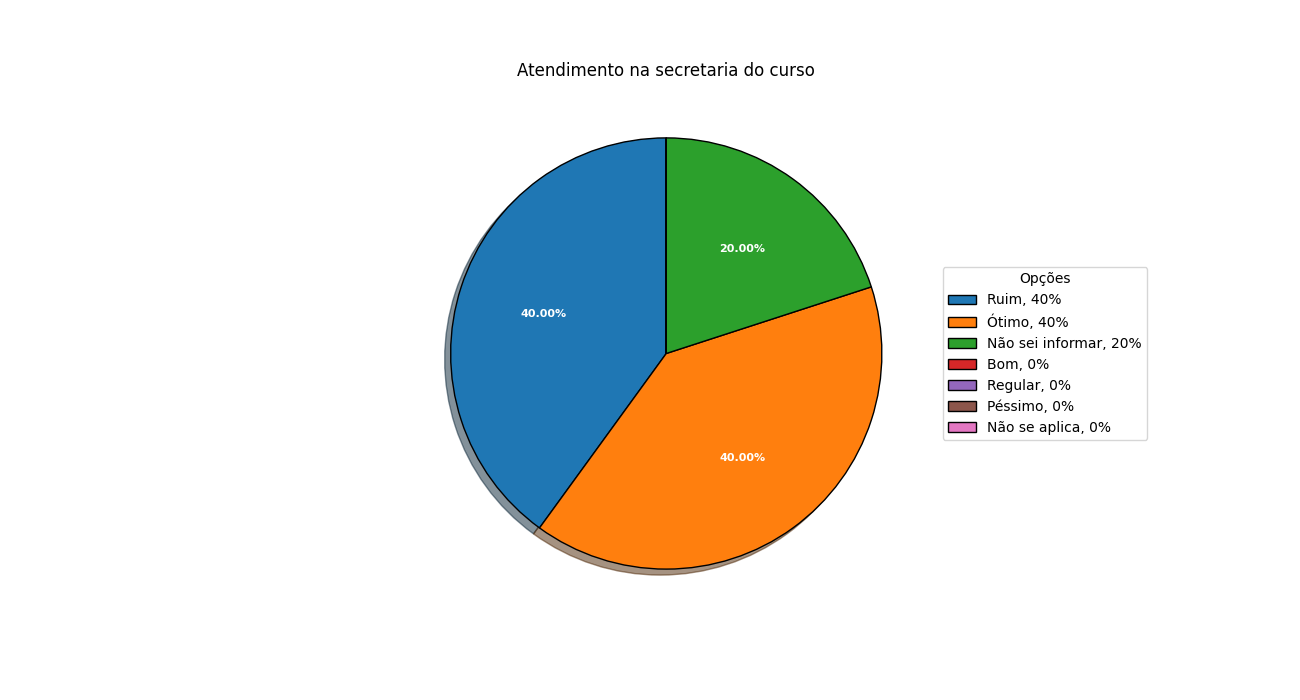 Atendimento na secretaria do curso
20.00%
40.00%
40.00%
Opções
Ruim, 40%
Ótimo, 40%
Não sei informar, 20%
Bom, 0%
Regular, 0%
Péssimo, 0%
Não se aplica, 0%